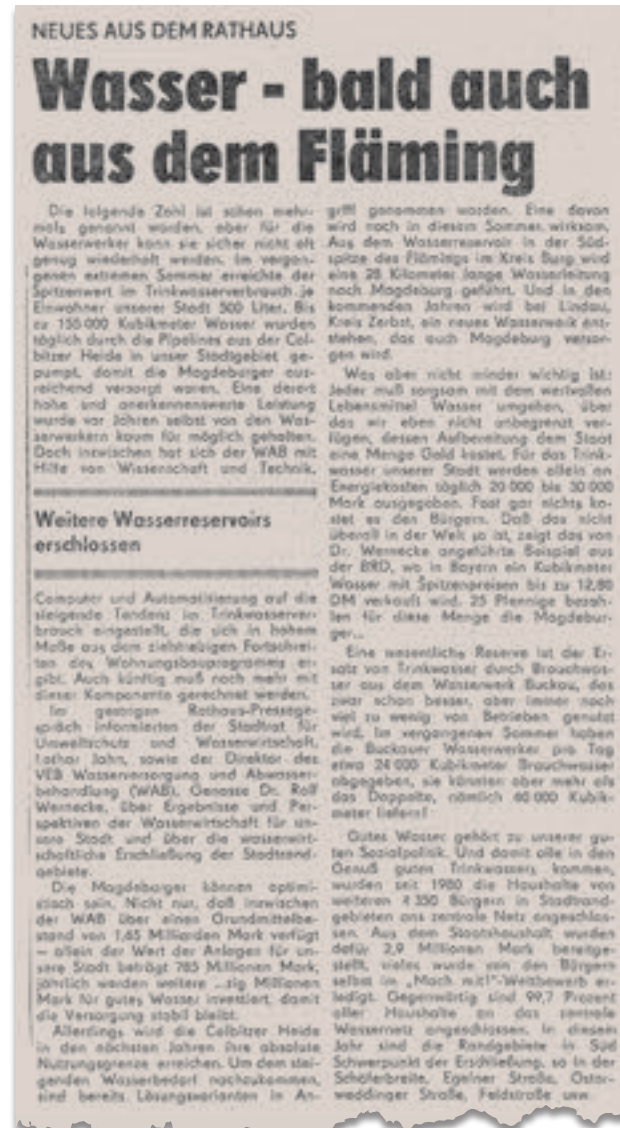 NEUES AUS DEM RATHAUS
Wasser - bald auch
aus dem Fläming
Die folgende Zahl ist schon mehr-
mals genannt worden, aber für die
Wasserwerker kann sie sicher nicht oft
genug wiederholt werden. Im vergan-
genen extremen Sommer erreichte der
Spitzenwert im Trinkwasserverbrauch je
Einwohner unserer Stadt 500 Liter. Bis
zu 155 000 Kubikmeter Wasser wurden
täglich durch die Pipelines aus der Col-
bitzer Heide in unser Stadtgebiet ge-
pumpt, damit die Magdeburger aus-
reichend versorgt waren. Eine derart
hohe und anerkennenswerte Leistung
wurde vor Jahren selbst von den Was-
serwerkern kaum für möglich gehalten.
Doch inzwischen hat sich der WAB mit
Hilfe von Wissenschaft und Technik,
Weitere Wasserreservoirs
erschlossen
Computer und Automatisierung auf die
steigende Tendenz im Trinkwasserver-
brauch eingestellt, die sich in hohem
Maße aus dem zielstrebigen Fortschrei-
ten des Wohnungsbauprogramms er-
gibt. Auch künftig muß noch mehr mit
dieser Komponente gerechnet werden.
Im gestrigen Rathaus-Pressege-
spräch informierten der Stadtrat für
Umweltschutz und Wasserwirtschaft,
Lothar Jahn, sowie der Direktor des
VEB Wasserversorgung und Abwasser-
behandlung (WAB), Genosse Dr. Rolf
Wernecke, über Ergebnisse und Per-
spektiven der Wasserwirtschaft für un-
sere Stadt und über die wasserwirt-
schaftliche Erschließung der Stadtrand-
gebiete.
Die Magdeburger können optimi-
stisch sein. Nicht nur, daß inzwischen
der WAB über einen Grundmittelbe-
stand von 1,65 Milliarden Mark verfügt
– allein der Wert der Anlagen für un-
sere Stadt beträgt 785 Millionen Mark,
jährlich werden weitere ...zig Millionen
Mark für gutes Wasser investiert, damit
die Versorgung stabil bleibt.
Allerdings wird die Colbitzer Heide
in den nächsten Jahren ihre absolute
Nutzungsgrenze erreichen. Um dem stei-
genden Wasserbedarf nachzukommen,
sind bereits Lösungsvarianten in An-
griff genommen worden. Eine davon
wird noch in diesem Sommer wirksam.
Aus dem Wasserreservoir in der Süd-
spitze des Flämings im Kreis Burg wird
eine 28 Kilometer lange Wasserleitung
nach Magdeburg geführt. Und in den
kommenden Jahren wird bei Lindau,
Kreis Zerbst, ein neues Wasserwerk ent-
stehen, das auch Magdeburg versor-
gen wird.
Was aber nicht minder wichtig ist:
Jeder muß sorgsam mit dem wertvollen
Lebensmittel Wasser umgehen, über
das wir eben nicht unbegrenzt ver-
fügen, dessen Aufbereitung dem Staat
eine Menge Geld kostet. Für das Trink-
wasser unserer Stadt werden allein an
Energiekosten täglich 20 000 bis 30 000
Mark ausgegeben. Fast gar nichts ko-
stet es den Bürgern. Daß das nicht
überall in der Welt so ist, zeigt das von
Dr. Wernecke angeführte Beispiel aus
der BRD, wo in Bayern ein Kubikmeter
Wasser mit Spitzenpreisen bis zu 12,80
DM verkauft wird. 25 Pfennige bezah-
len für diese Menge die Magdebur-
ger...
Eine wesentliche Reserve ist der Er-
satz von Trinkwasser durch Brauchwas-
ser aus dem Wasserwerk Buckau, das
zwar schon besser, aber immer noch
viel zu wenig von Betrieben genutzt
wird. Im vergangenen Sommer haben
die Buckauer Wasserwerker pro Tag
etwa 24 000 Kubikmeter Brauchwasser
abgegeben, sie könnten aber mehr als
das Doppelte, nämlich 60 000 Kubik-
meter liefern!
Gutes Wasser gehört zu unserer gu-
ten Sozialpolitik. Und damit alle in den
Genuß guten Trinkwassers kommen,
wurden seit 1980 die Haushalte von
weiteren 4 350 Bürgern in Stadtrand-
gebieten ans zentrale Netz angeschlos-
sen. Aus dem Staatshaushalt wurden
dafür 2,9 Millionen Mark bereitge-
stellt, vieles wurde von den Bürgern
selbst im „Mach mit!“-Wettbewerb er-
ledigt. Gegenwärtig sind 99,7 Prozent
aller Haushalte an das zentrale
Wassernetz angeschlossen. In diesem
Jahr sind die Randgebiete in Süd
Schwerpunkt der Erschließung, so in der
Schäferbreite, Egelner Straße, Oster-
weddinger Straße, Feldstraße usw.